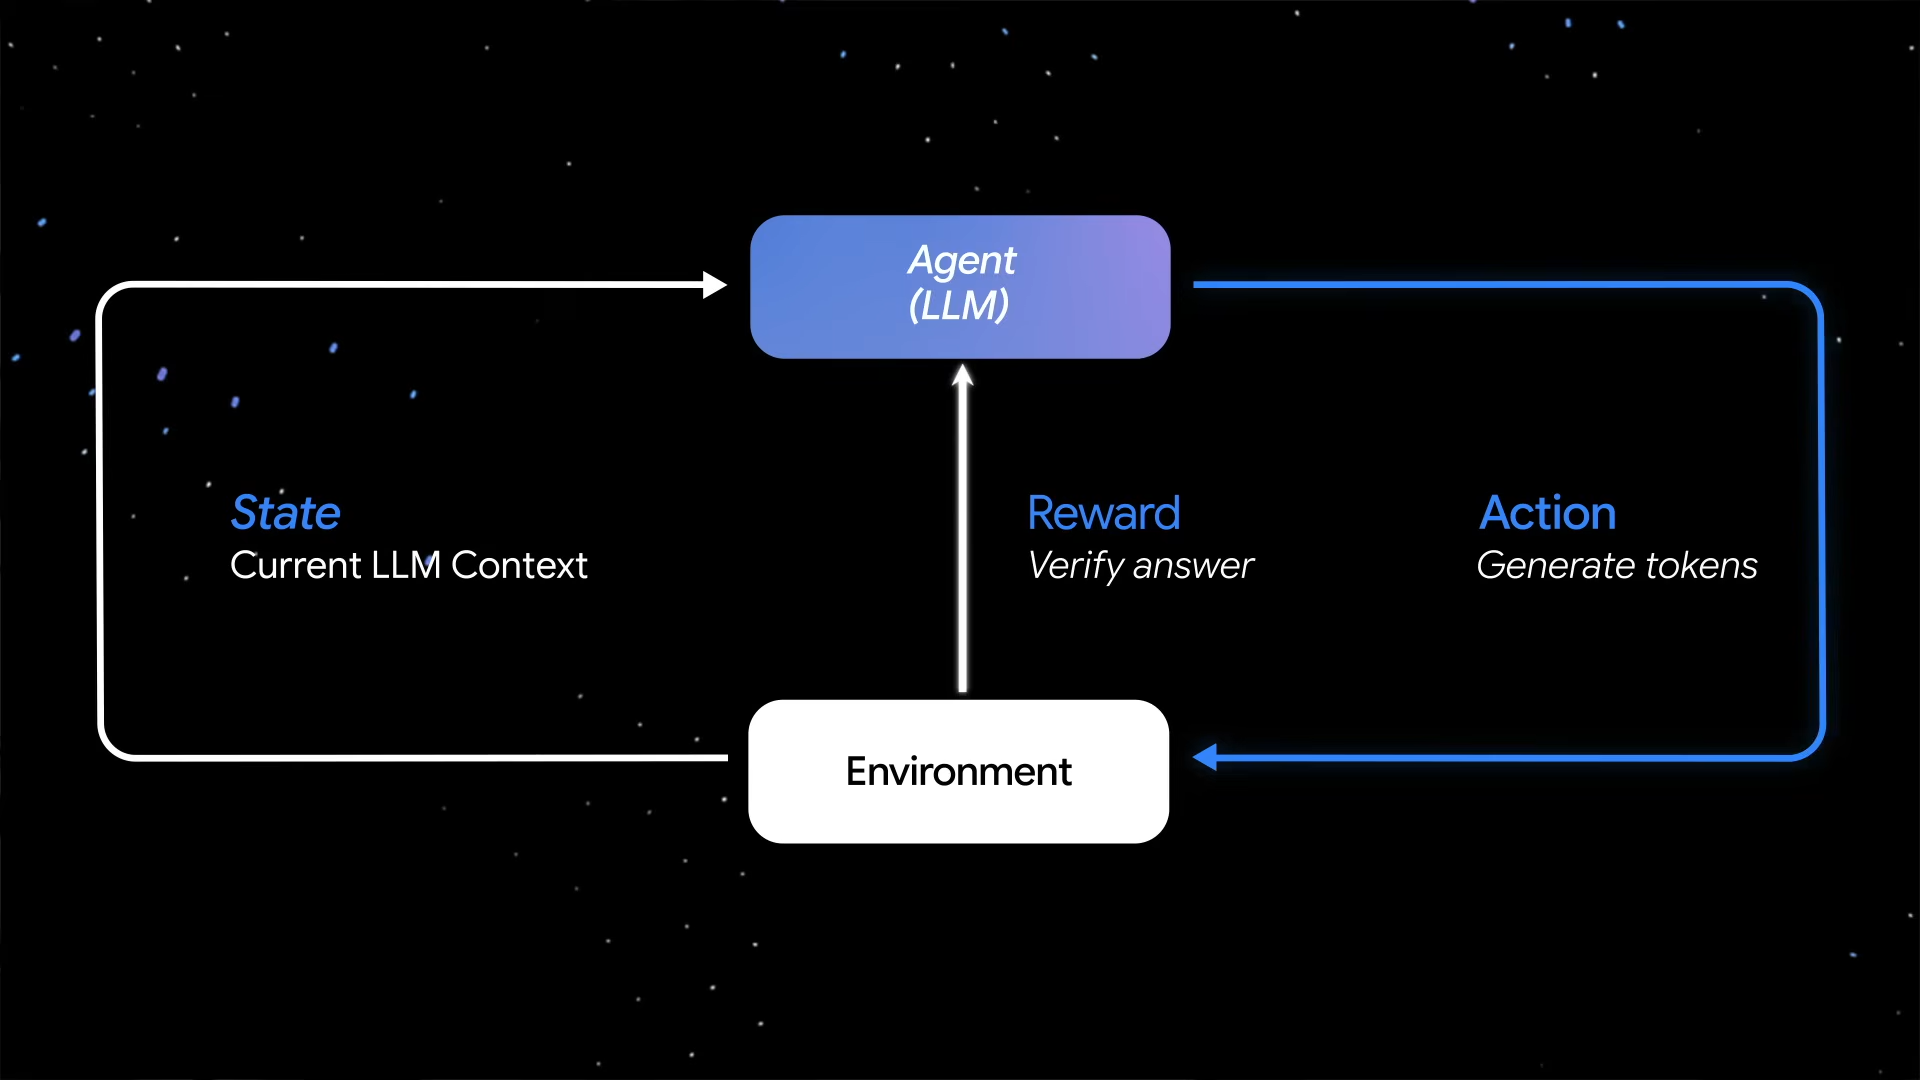 Agent
(LLM)
State
Current LLM Context
Reward
Verify answer
Action
Generate tokens
Environment